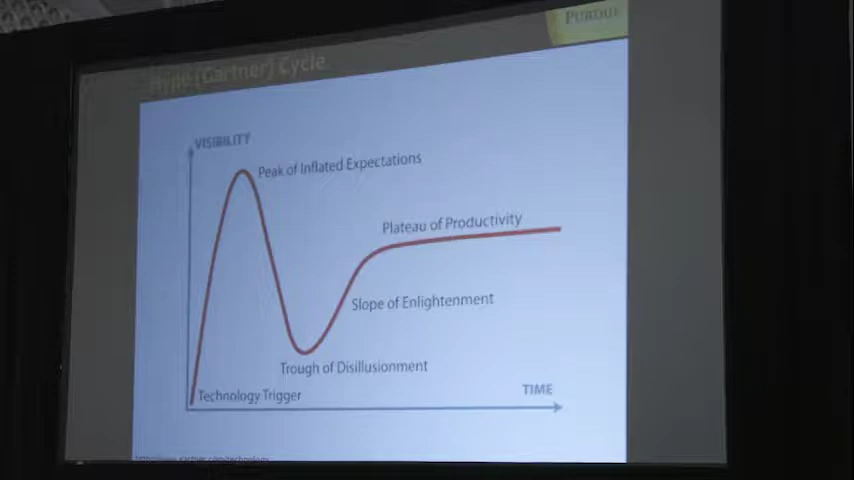 PURDUE
Hype (Gartner) Cycle
VISIBILITY
Peak of Inflated Expectations
Plateau of Productivity
Slope of Enlightenment
Trough of Disillusionment
Technology Trigger
TIME